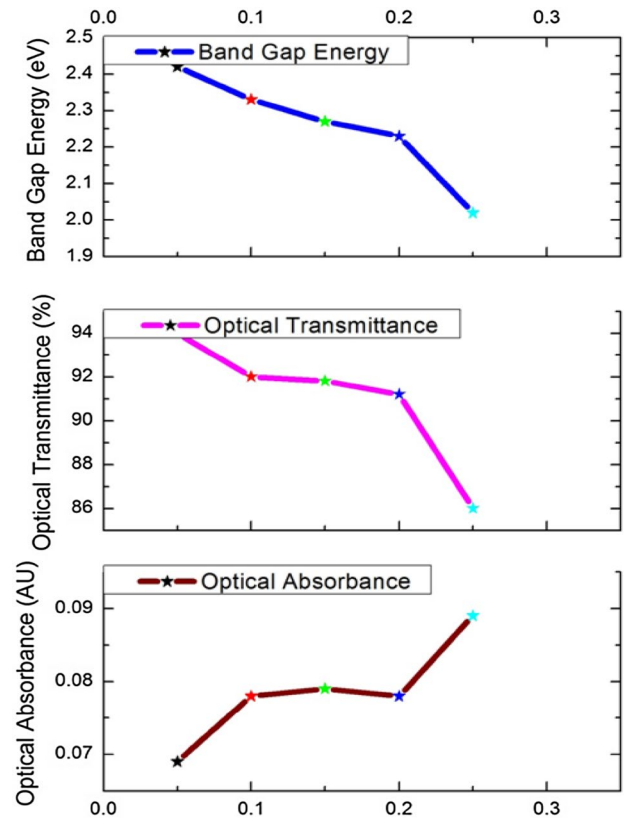 0.0 0.1 0.2 0.3
Band Gap Energy
Band Gap Energy (eV)
2.5
2.4
2.3
2.2
2.1
2.0
1.9
Optical Transmittance
Optical Transmittance (%)
94
92
90
88
86
Optical Absorbance
Optical Absorbance (AU)
0.09
0.08
0.07
0.0 0.1 0.2 0.3